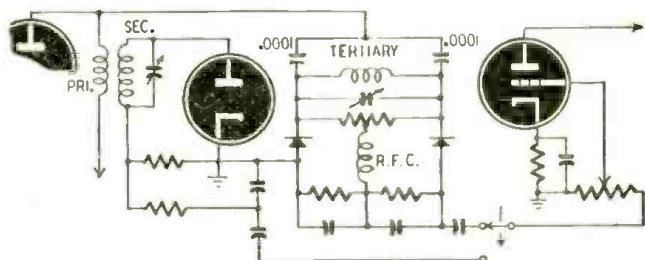 SEC.
.0001
TERTIARY
.0001
PRI.
R.F.C.